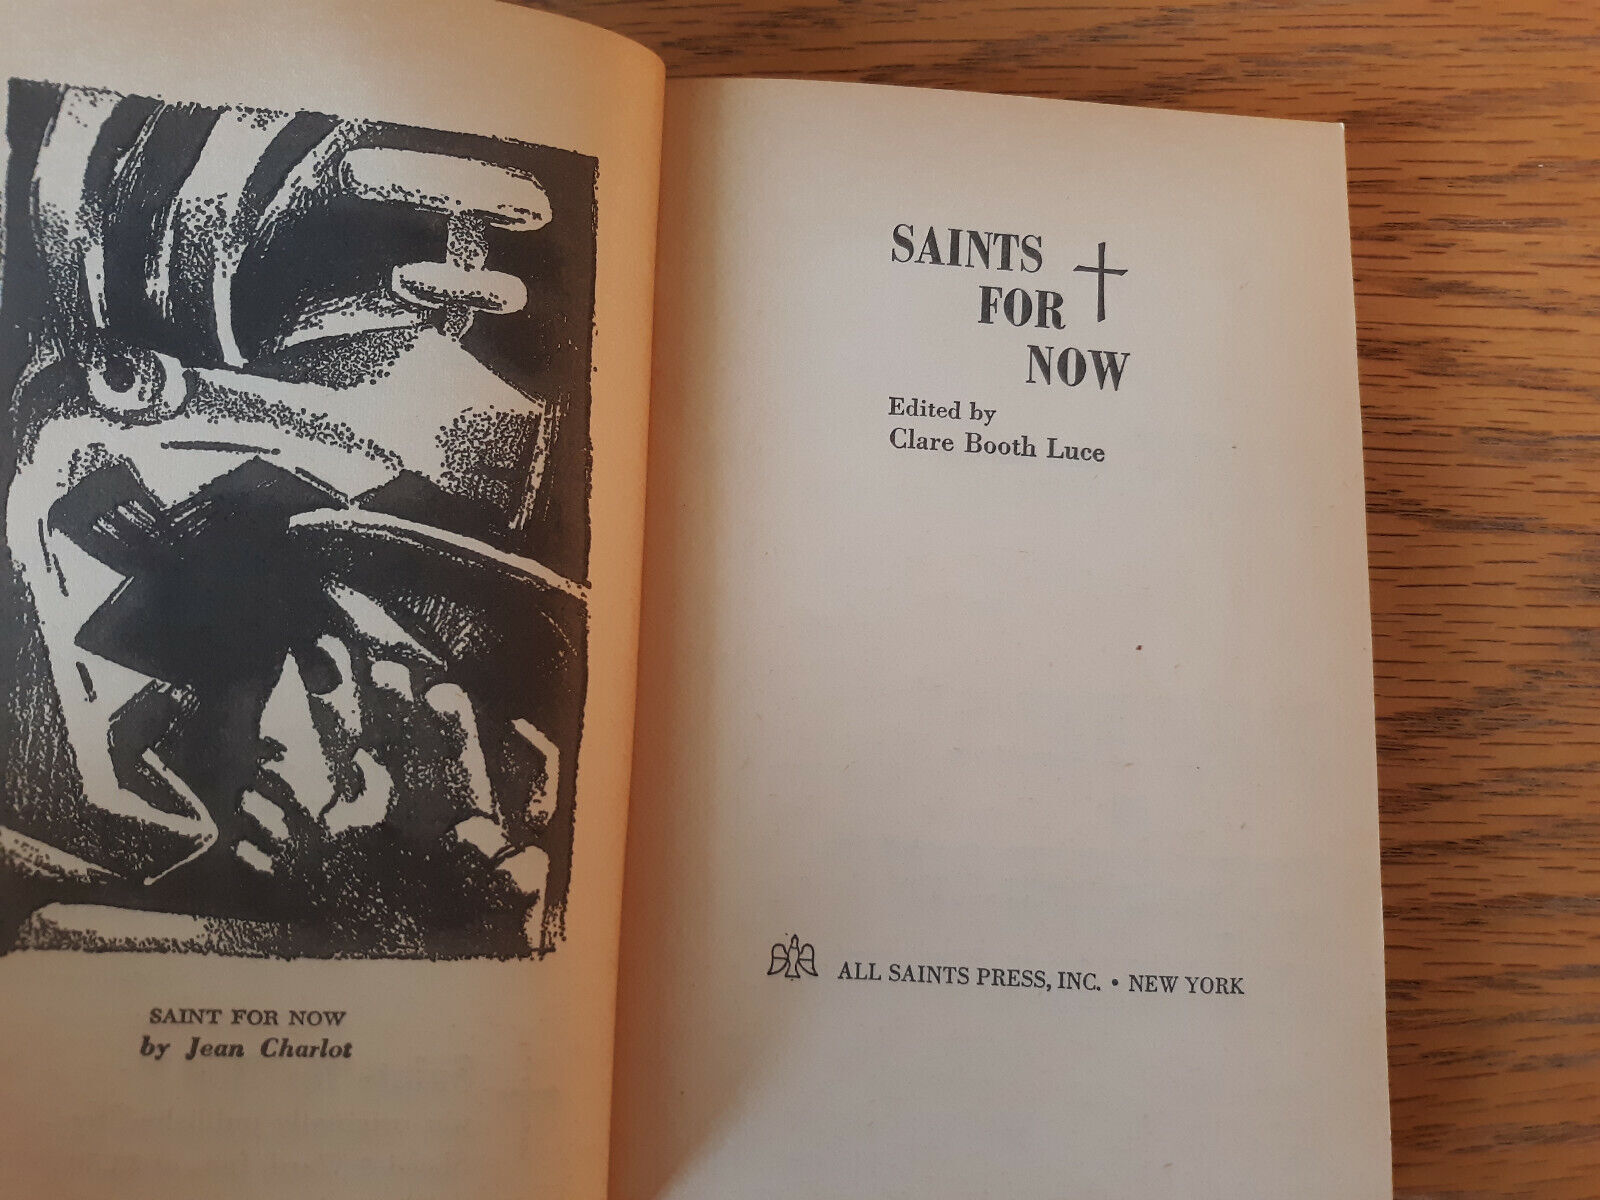 SAINT FOR NOW
by Jean Charlot
SAINTS
FOR
NOW
Edited by
Clare Booth Luce
ALL SAINTS PRESS, INC. • NEW YORK